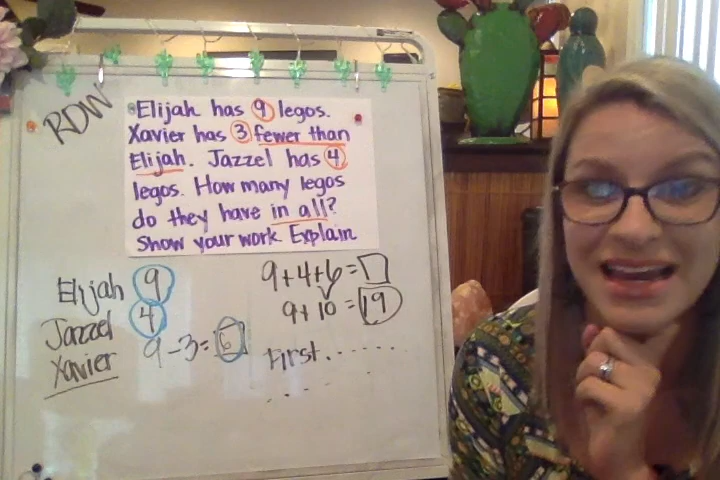 RDW
Elijah has 9 legos.
Xavier has 3 fewer than
Elijah. Jazzel has 4
legos. How many legos
do they have in all?
Show your work. Explain
Elijah 9
Jazzel 4
Xavier 9-3=6
9+4+6=
9+10=19
First......